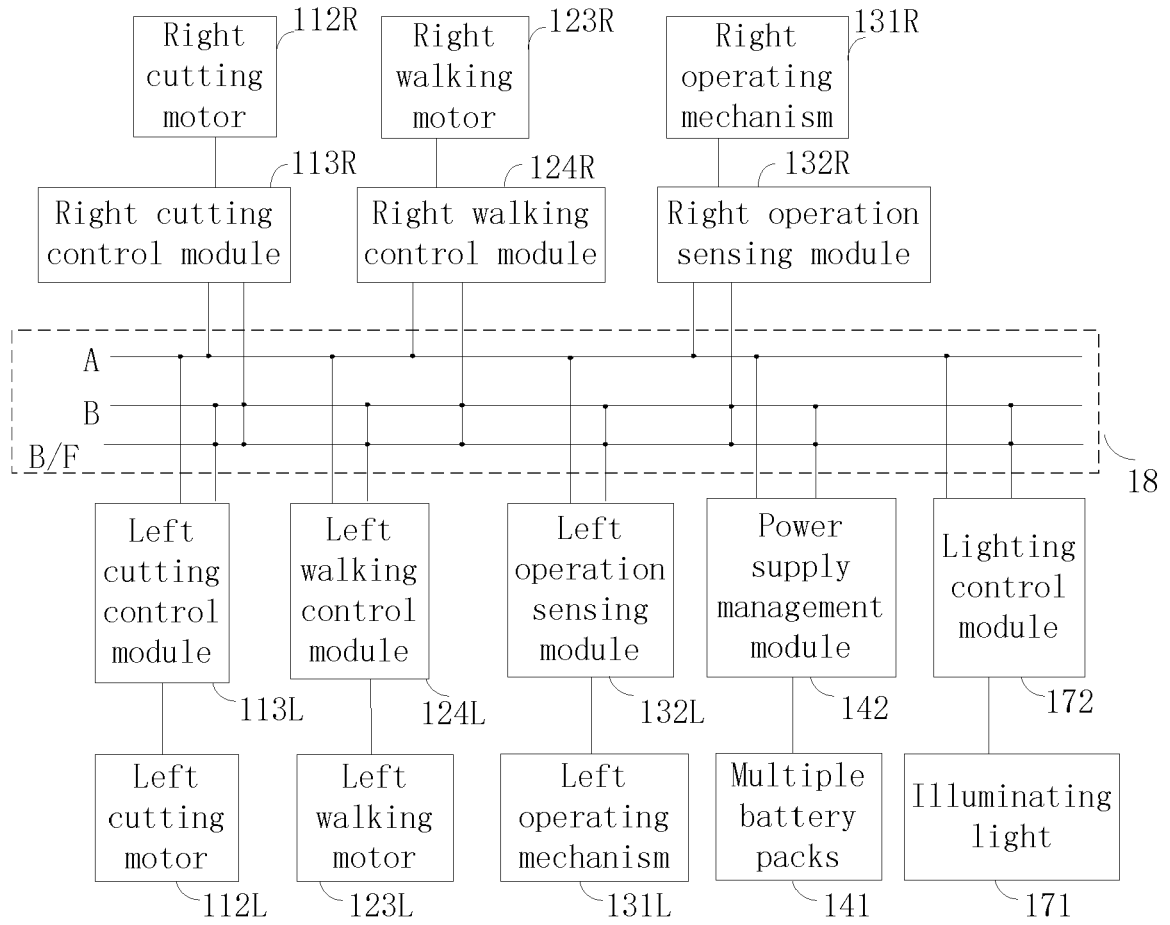 112R
123R
131R
Right
cutting
motor
Right
walking
motor
Right
operating
mechanism
113R
124R
132R
Right cutting
control module
Right walking
control module
Right operation
sensing module
A
B
B/F
18
Left
cutting
control
module
Left
walking
control
module
Left
operation
sensing
module
Power
supply
management
module
Lighting
control
module
113L
124L
132L
142
172
Left
cutting
motor
Left
walking
motor
Left
operating
mechanism
Multiple
battery
packs
Illuminating
light
112L
123L
131L
141
171